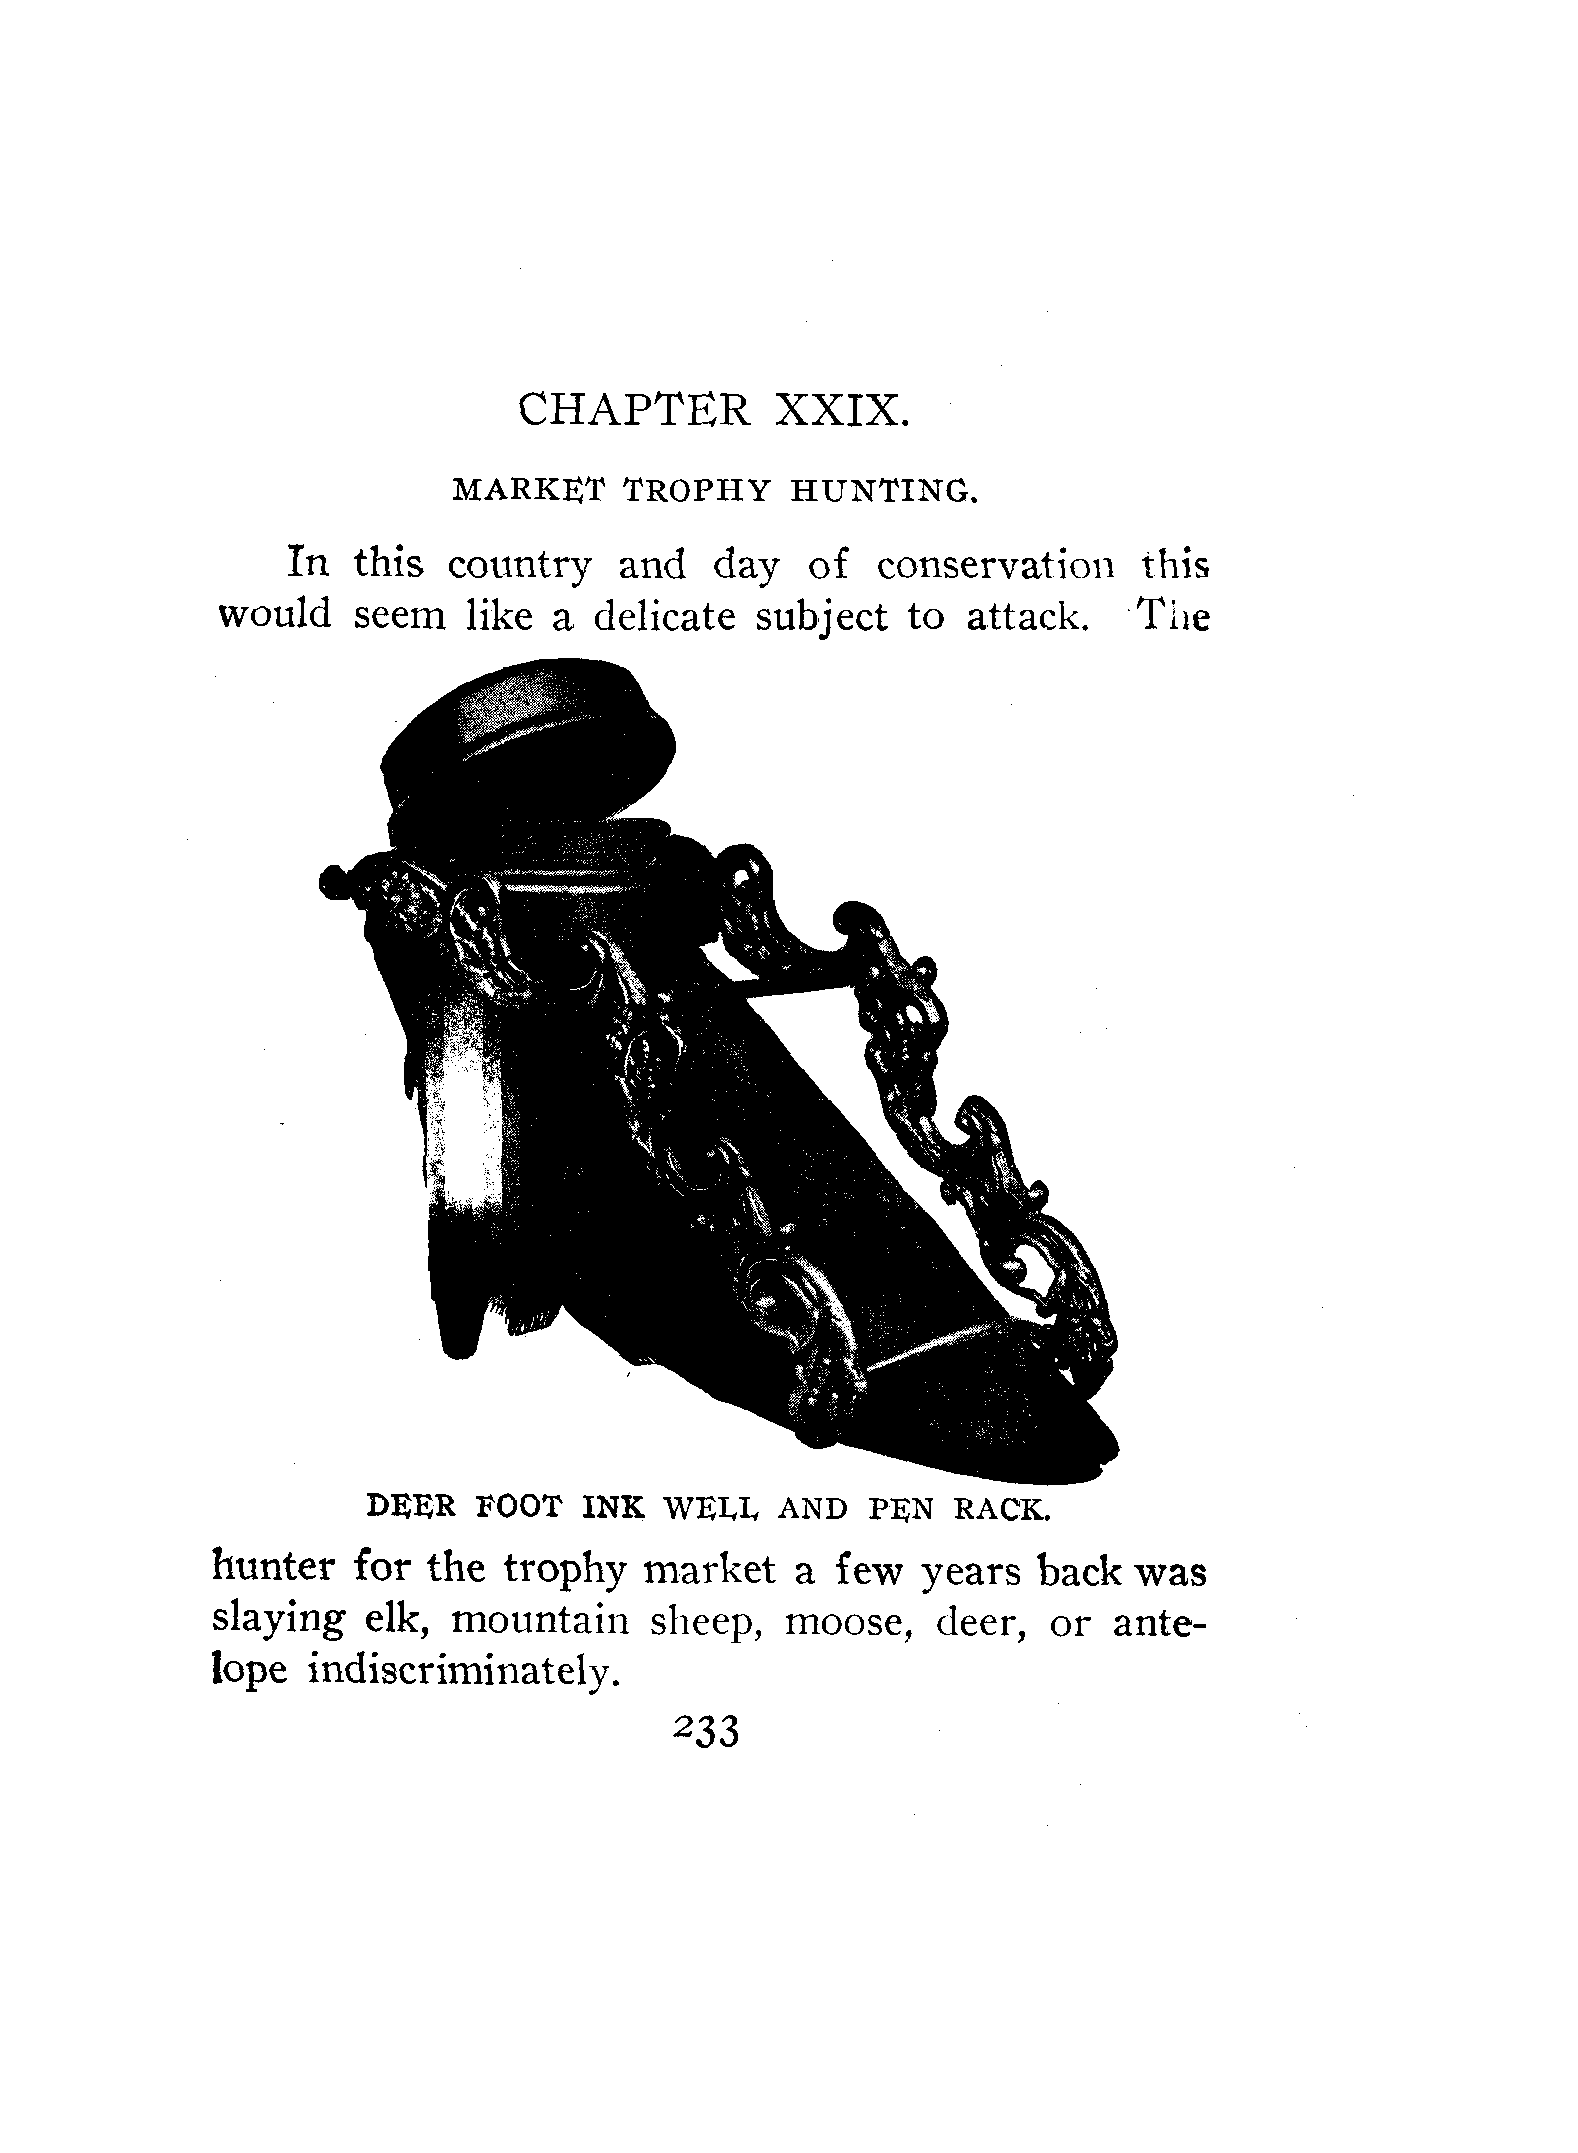 CHAPTER XXIX.
MARKET TROPHY HUNTING.
In this country and day of conservation this
would seem like a delicate subject to attack. The
DEER FOOT INK WELL AND PEN RACK.
hunter for the trophy market a few years back was
slaying elk, mountain sheep, moose, deer, or ante-
lope indiscriminately.
233